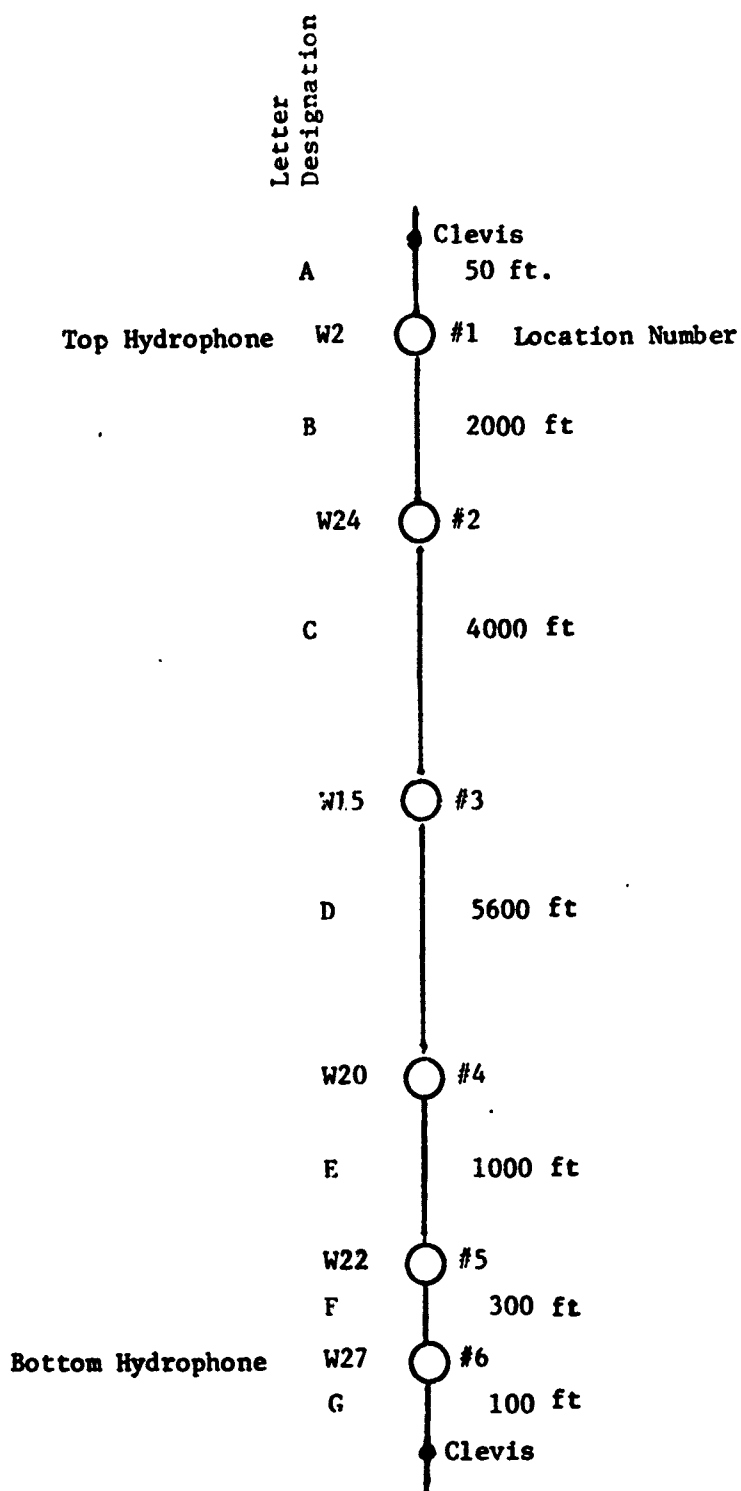 Letter
Designation
Clevis
A 50 ft.
Top Hydrophone W2 #1 Location Number
B 2000 ft
W24 #2
C 4000 ft
W15 #3
D 5600 ft
W20 #4
E 1000 ft
W22 #5
F 300 ft
Bottom Hydrophone W27 #6
G 100 ft
Clevis